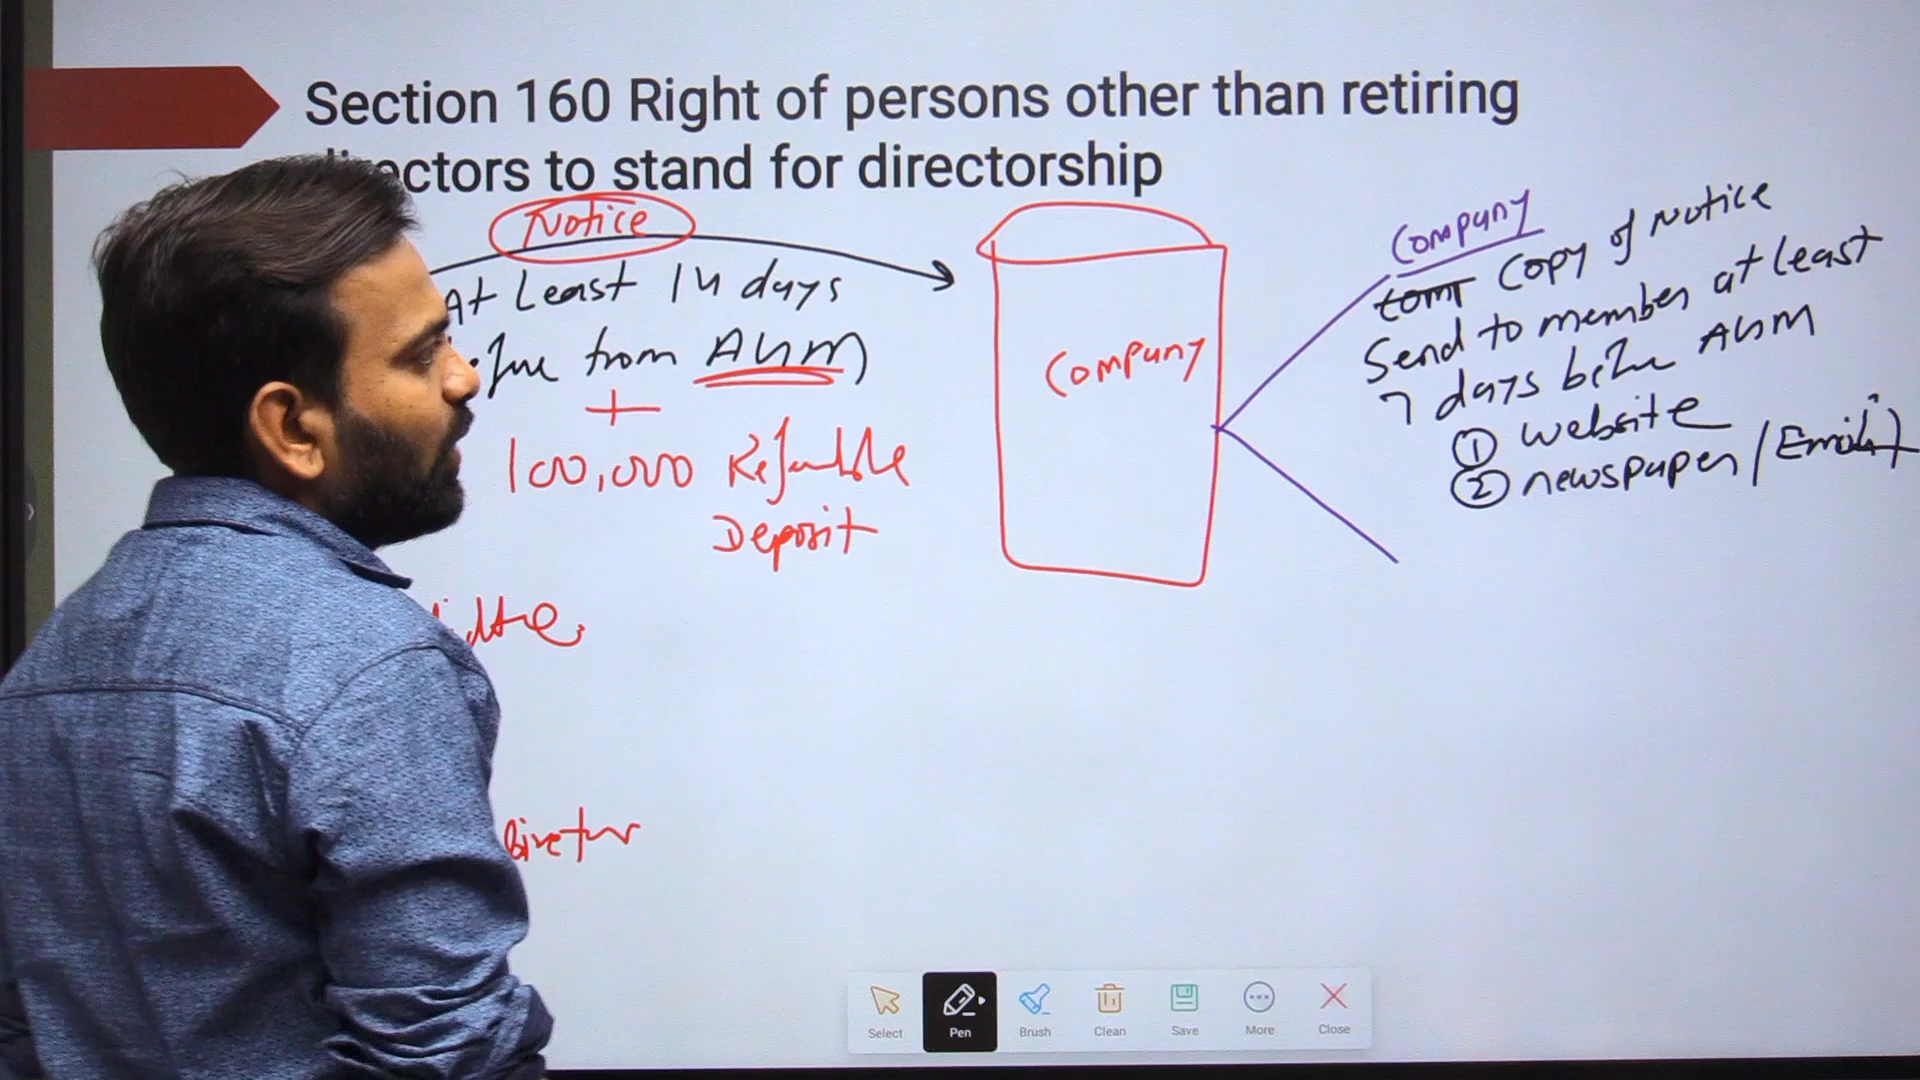 Section 160 Right of persons other than retiring
directors to stand for directorship
Notice
At Least 14 days
from AGM
+
100,000 Refundable
Deposit
Company
Company
Copy of Notice
Send to member at least
7 days before AGM
① website
② newspaper / Email
Director
Select
Pen
Brush
Clean
Save
More
Close